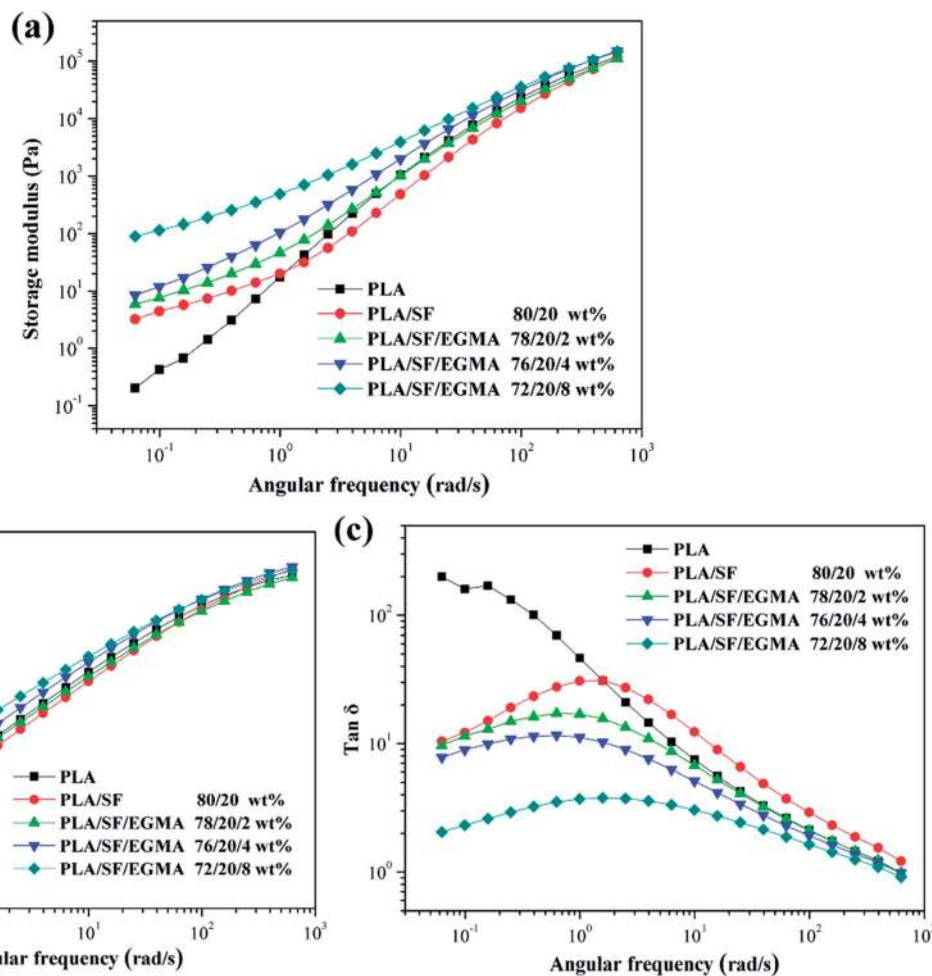 (a)
10^5
10^4
10^3
10^2
10^1
10^0
10^-1
Storage modulus (Pa)
PLA
PLA/SF 80/20 wt%
PLA/SF/EGMA 78/20/2 wt%
PLA/SF/EGMA 76/20/4 wt%
PLA/SF/EGMA 72/20/8 wt%
10^-1 10^0 10^1 10^2 10^3
Angular frequency (rad/s)
PLA
PLA/SF 80/20 wt%
PLA/SF/EGMA 78/20/2 wt%
PLA/SF/EGMA 76/20/4 wt%
PLA/SF/EGMA 72/20/8 wt%
10^1 10^2 10^3
gular frequency (rad/s)
(c)
10^2
10^1
10^0
Tan δ
PLA
PLA/SF 80/20 wt%
PLA/SF/EGMA 78/20/2 wt%
PLA/SF/EGMA 76/20/4 wt%
PLA/SF/EGMA 72/20/8 wt%
10^-1 10^0 10^1 10^2 10^3
Angular frequency (rad/s)